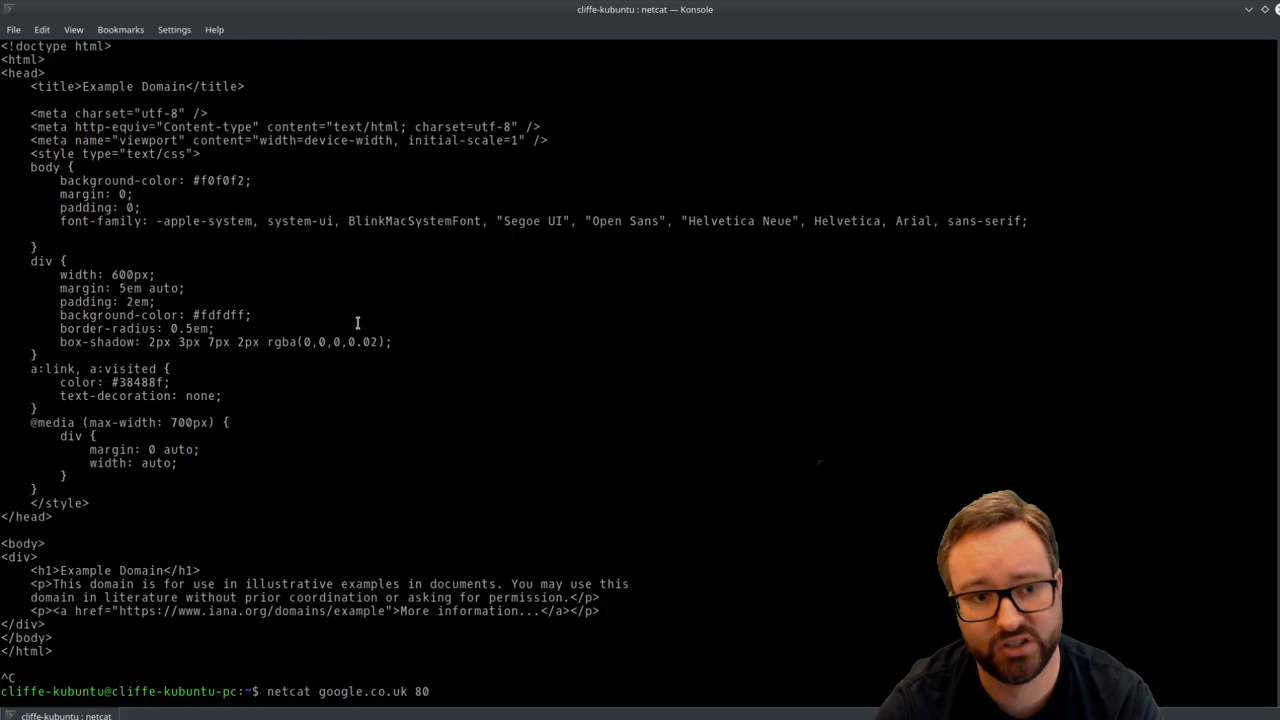 cliffe-kubuntu : netcat — Konsole
File Edit View Bookmarks Settings Help
<!doctype html>
<html>
<head>
    <title>Example Domain</title>

    <meta charset="utf-8" />
    <meta http-equiv="Content-type" content="text/html; charset=utf-8" />
    <meta name="viewport" content="width=device-width, initial-scale=1" />
    <style type="text/css">
    body {
        background-color: #f0f0f2;
        margin: 0;
        padding: 0;
        font-family: -apple-system, system-ui, BlinkMacSystemFont, "Segoe UI", "Open Sans", "Helvetica Neue", Helvetica, Arial, sans-serif;

    }
    div {
        width: 600px;
        margin: 5em auto;
        padding: 2em;
        background-color: #fdfdff;
        border-radius: 0.5em;
        box-shadow: 2px 3px 7px 2px rgba(0,0,0,0.02);
    }
    a:link, a:visited {
        color: #38488f;
        text-decoration: none;
    }
    @media (max-width: 700px) {
        div {
            margin: 0 auto;
            width: auto;
        }
    }
    </style>
</head>

<body>
<div>
    <h1>Example Domain</h1>
    <p>This domain is for use in illustrative examples in documents. You may use this
    domain in literature without prior coordination or asking for permission.</p>
    <p><a href="https://www.iana.org/domains/example">More information...</a></p>
</div>
</body>
</html>

^C
cliffe-kubuntu@cliffe-kubuntu-pc:~$ netcat google.co.uk 80
cliffe-kubuntu : netcat